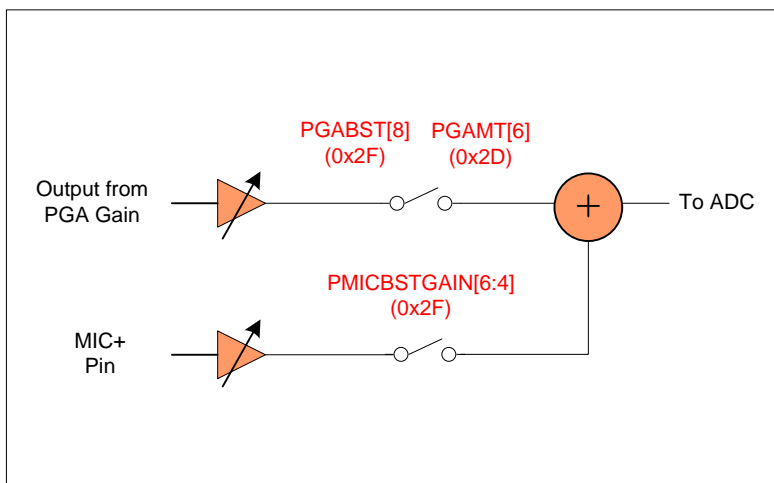 PGABST[8]
(0x2F)
PGAMT[6]
(0x2D)
Output from
PGA Gain
+
To ADC
PMICBSTGAIN[6:4]
(0x2F)
MIC+
Pin